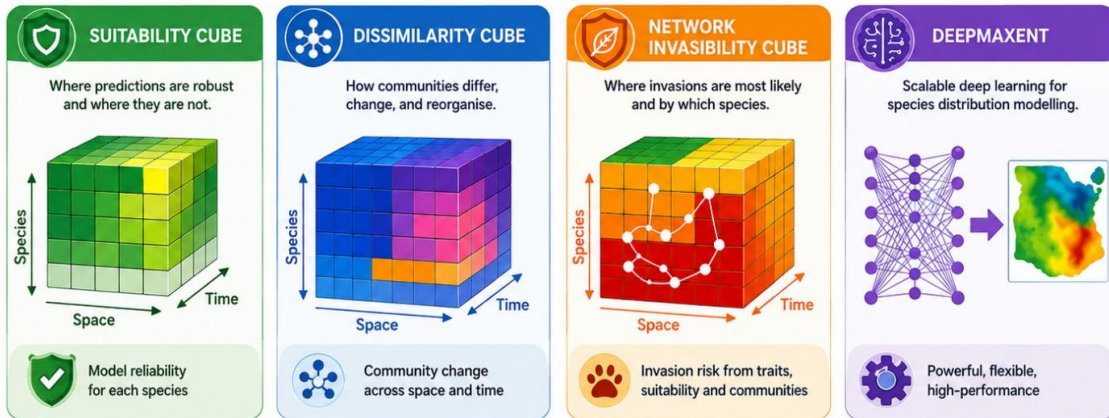 SUITABILITY CUBE
Where predictions are robust
and where they are not.
Species
Space
Time
Model reliability
for each species
DISSIMILARITY CUBE
How communities differ,
change, and reorganise.
Species
Space
Time
Community change
across space and time
NETWORK
INVASIBILITY CUBE
Where invasions are most likely
and by which species.
Species
Space
Time
Invasion risk from traits,
suitability and communities
DEEPMAXENT
Scalable deep learning for
species distribution modelling.
Powerful, flexible,
high-performance